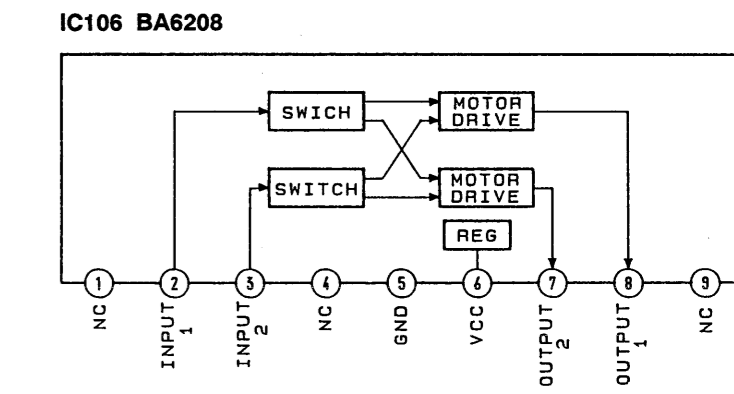 IC106 BA6208
SWICH
MOTOR
DRIVE
SWITCH
MOTOR
DRIVE
REG
1
2
3
4
5
6
7
8
9
NC
INPUT
1
INPUT
2
NC
GND
VCC
OUTPUT
2
OUTPUT
1
NC